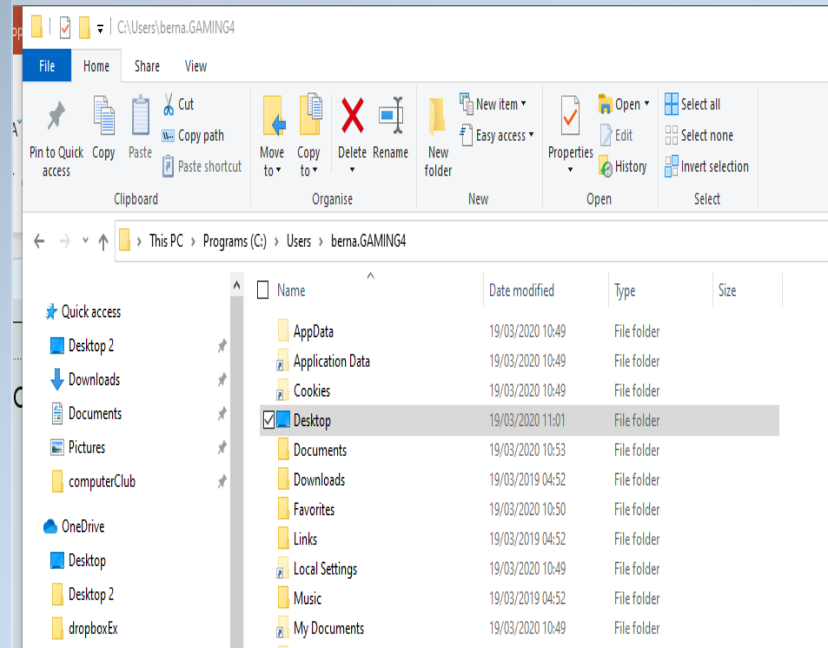 C:\Users\berna.GAMING4
File Home Share View
Pin to Quick access
Copy
Paste
Cut
Copy path
Paste shortcut
Clipboard
Move to
Copy to
Delete
Rename
Organise
New folder
New item
Easy access
New
Properties
Open
Edit
History
Open
Select all
Select none
Invert selection
Select
This PC > Programs (C:) > Users > berna.GAMING4
Quick access
Desktop 2
Downloads
Documents
Pictures
computerClub
OneDrive
Desktop
Desktop 2
dropboxEx
Name Date modified Type Size
AppData 19/03/2020 10:49 File folder
Application Data 19/03/2020 10:49 File folder
Cookies 19/03/2020 10:49 File folder
Desktop 19/03/2020 11:01 File folder
Documents 19/03/2020 10:53 File folder
Downloads 19/03/2019 04:52 File folder
Favorites 19/03/2020 10:50 File folder
Links 19/03/2019 04:52 File folder
Local Settings 19/03/2020 10:49 File folder
Music 19/03/2019 04:52 File folder
My Documents 19/03/2020 10:49 File folder